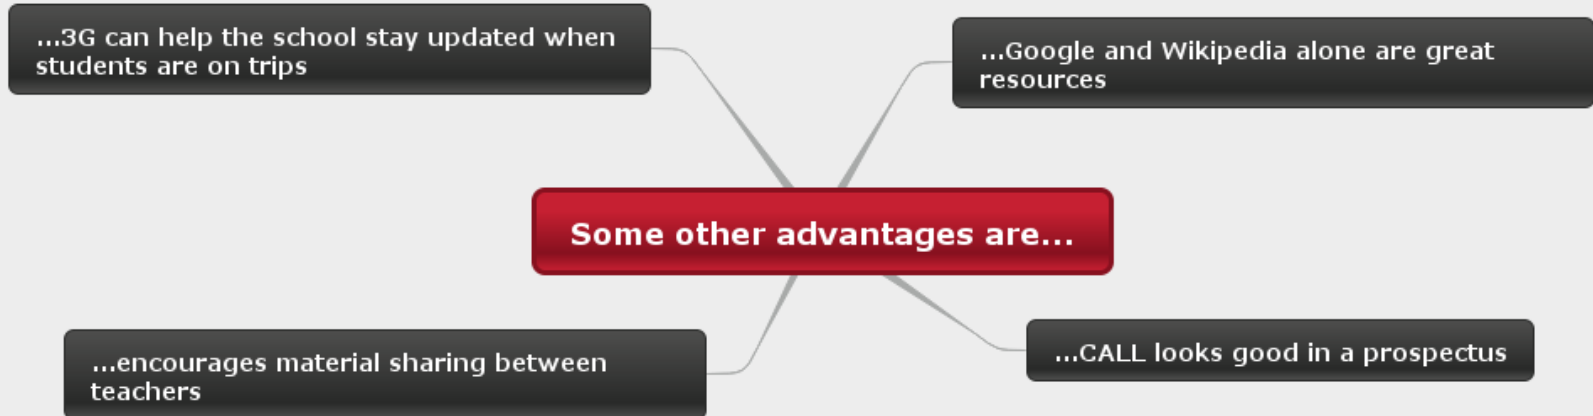 ...3G can help the school stay updated when
students are on trips
...Google and Wikipedia alone are great
resources
Some other advantages are...
...encourages material sharing between
teachers
...CALL looks good in a prospectus